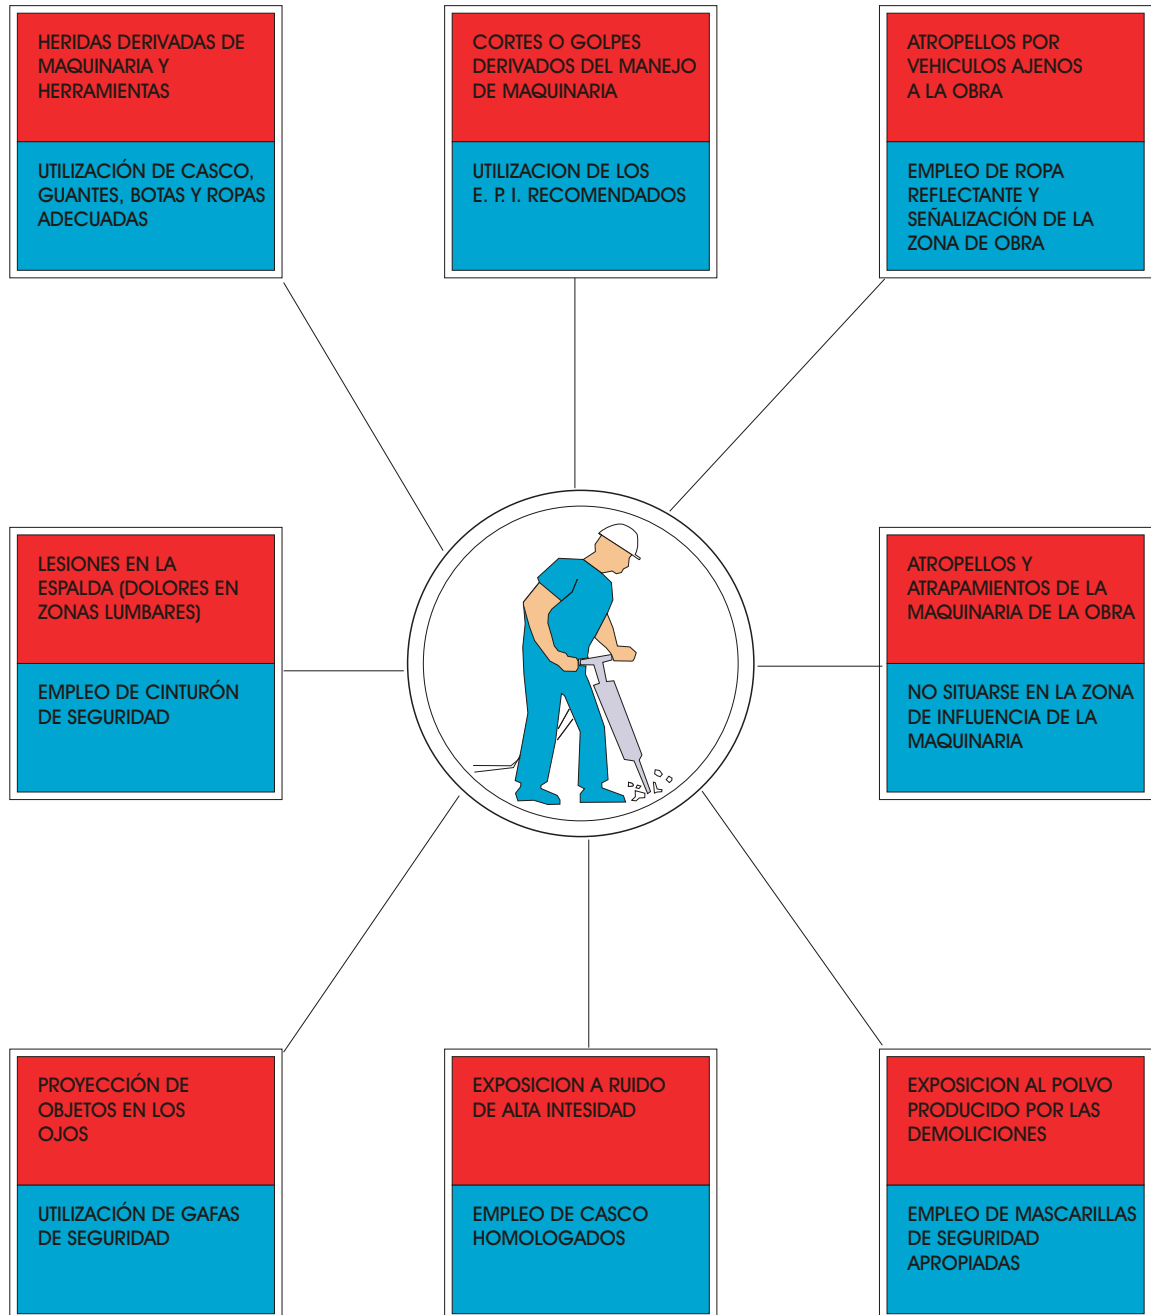 HERIDAS DERIVADAS DE
MAQUINARIA Y
HERRAMIENTAS
UTILIZACIÓN DE CASCO,
GUANTES, BOTAS Y ROPAS
ADECUADAS
CORTES O GOLPES
DERIVADOS DEL MANEJO
DE MAQUINARIA
UTILIZACION DE LOS
E. P. I. RECOMENDADOS
ATROPELLOS POR
VEHICULOS AJENOS
A LA OBRA
EMPLEO DE ROPA
REFLECTANTE Y
SEÑALIZACIÓN DE LA
ZONA DE OBRA
LESIONES EN LA
ESPALDA (DOLORES EN
ZONAS LUMBARES)
EMPLEO DE CINTURÓN
DE SEGURIDAD
ATROPELLOS Y
ATRAPAMIENTOS DE LA
MAQUINARIA DE LA OBRA
NO SITUARSE EN LA ZONA
DE INFLUENCIA DE LA
MAQUINARIA
PROYECCIÓN DE
OBJETOS EN LOS
OJOS
UTILIZACIÓN DE GAFAS
DE SEGURIDAD
EXPOSICION A RUIDO
DE ALTA INTESIDAD
EMPLEO DE CASCO
HOMOLOGADOS
EXPOSICION AL POLVO
PRODUCIDO POR LAS
DEMOLICIONES
EMPLEO DE MASCARILLAS
DE SEGURIDAD
APROPIADAS